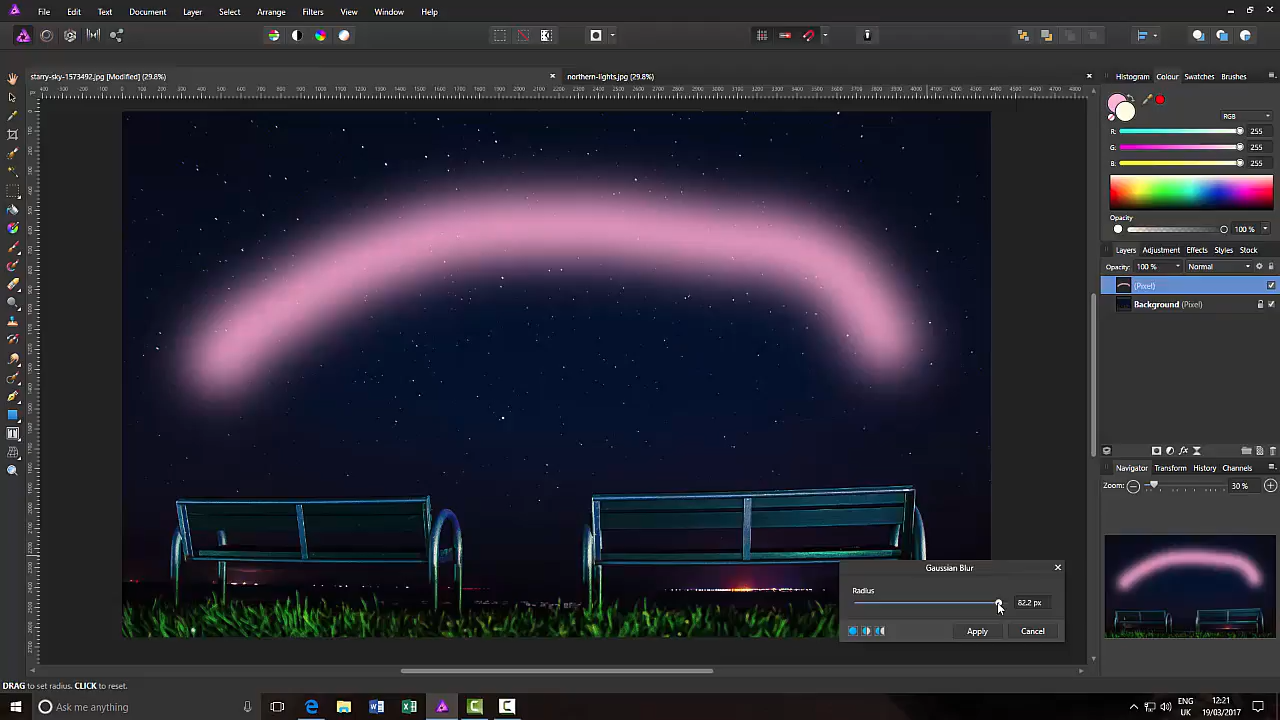 File Edit Text Document Layer Select Arrange Filters View Window Help
starry-sky-1573492.jpg [Modified] (29.8%)
northern-lights.jpg (29.8%)
Histogram Colour Swatches Brushes
RGB
R: 255
G: 255
B: 255
Opacity
100 %
Layers Adjustment Effects Styles Stock
Opacity: 100 % Normal
(Pixel)
Background (Pixel)
Navigator Transform History Channels
Zoom: 30 %
Gaussian Blur
Radius
82.2 px
Apply Cancel
DRAG to set radius. CLICK to reset.
Ask me anything
ENG
UK
12:21
19/03/2017